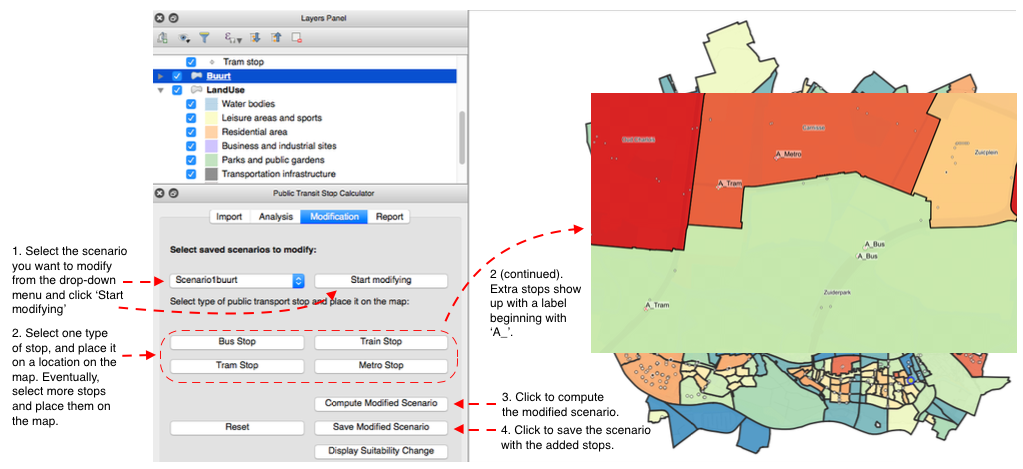 Layers Panel
Tram stop
Buurt
LandUse
Water bodies
Leisure areas and sports
Residential area
Business and industrial sites
Parks and public gardens
Transportation infrastructure
Public Transit Stop Calculator
Import
Analysis
Modification
Report
Select saved scenarios to modify:
Scenario1buurt
Start modifying
Select type of public transport stop and place it on the map:
Bus Stop
Train Stop
Tram Stop
Metro Stop
Compute Modified Scenario
Reset
Save Modified Scenario
Display Suitability Change
1. Select the scenario
you want to modify
from the drop-down
menu and click ‘Start
modifying’
2. Select one type
of stop, and place it
on a location on the
map. Eventually,
select more stops
and place them on
the map.
2 (continued).
Extra stops show
up with a label
beginning with
‘A_’.
3. Click to compute
the modified scenario.
4. Click to save the scenario
with the added stops.
Carnisse
A_Metro
Zuidplein
A_Tram
A_Bus
A_Bus
Zuiderpark
A_Tram